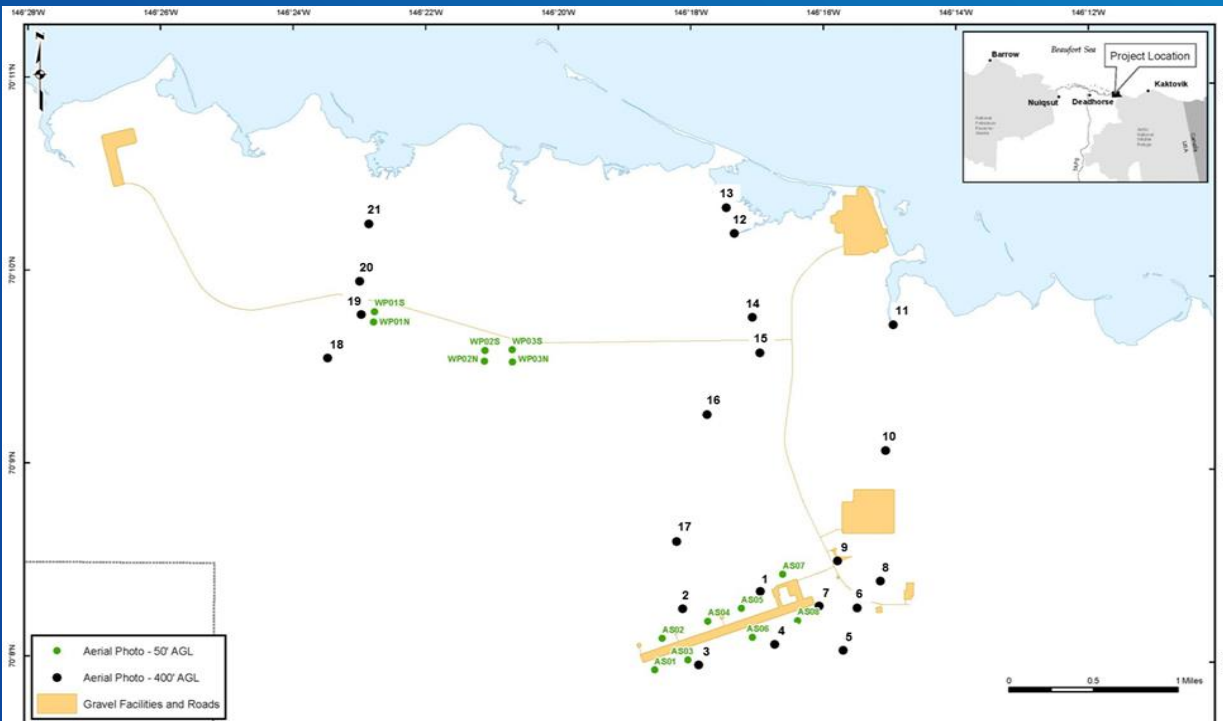 146°28'W
146°26'W
146°24'W
146°22'W
146°20'W
146°18'W
146°16'W
146°14'W
146°12'W
N
Barrow
Beaufort Sea
Project Location
Kaktovik
Nuiqsut
Deadhorse
Canada
USA
70°11'N
70°10'N
70°9'N
70°8'N
13
21
12
20
19
WP01S
WP01N
14
11
18
WP02S
WP03S
WP02N
WP03N
15
16
10
17
9
AS07
8
1
2
AS05
7
6
AS04
AS08
AS02
AS06
4
5
AS03
AS01
3
Aerial Photo - 50' AGL
Aerial Photo - 400' AGL
Gravel Facilities and Roads
0
0.5
1 Miles